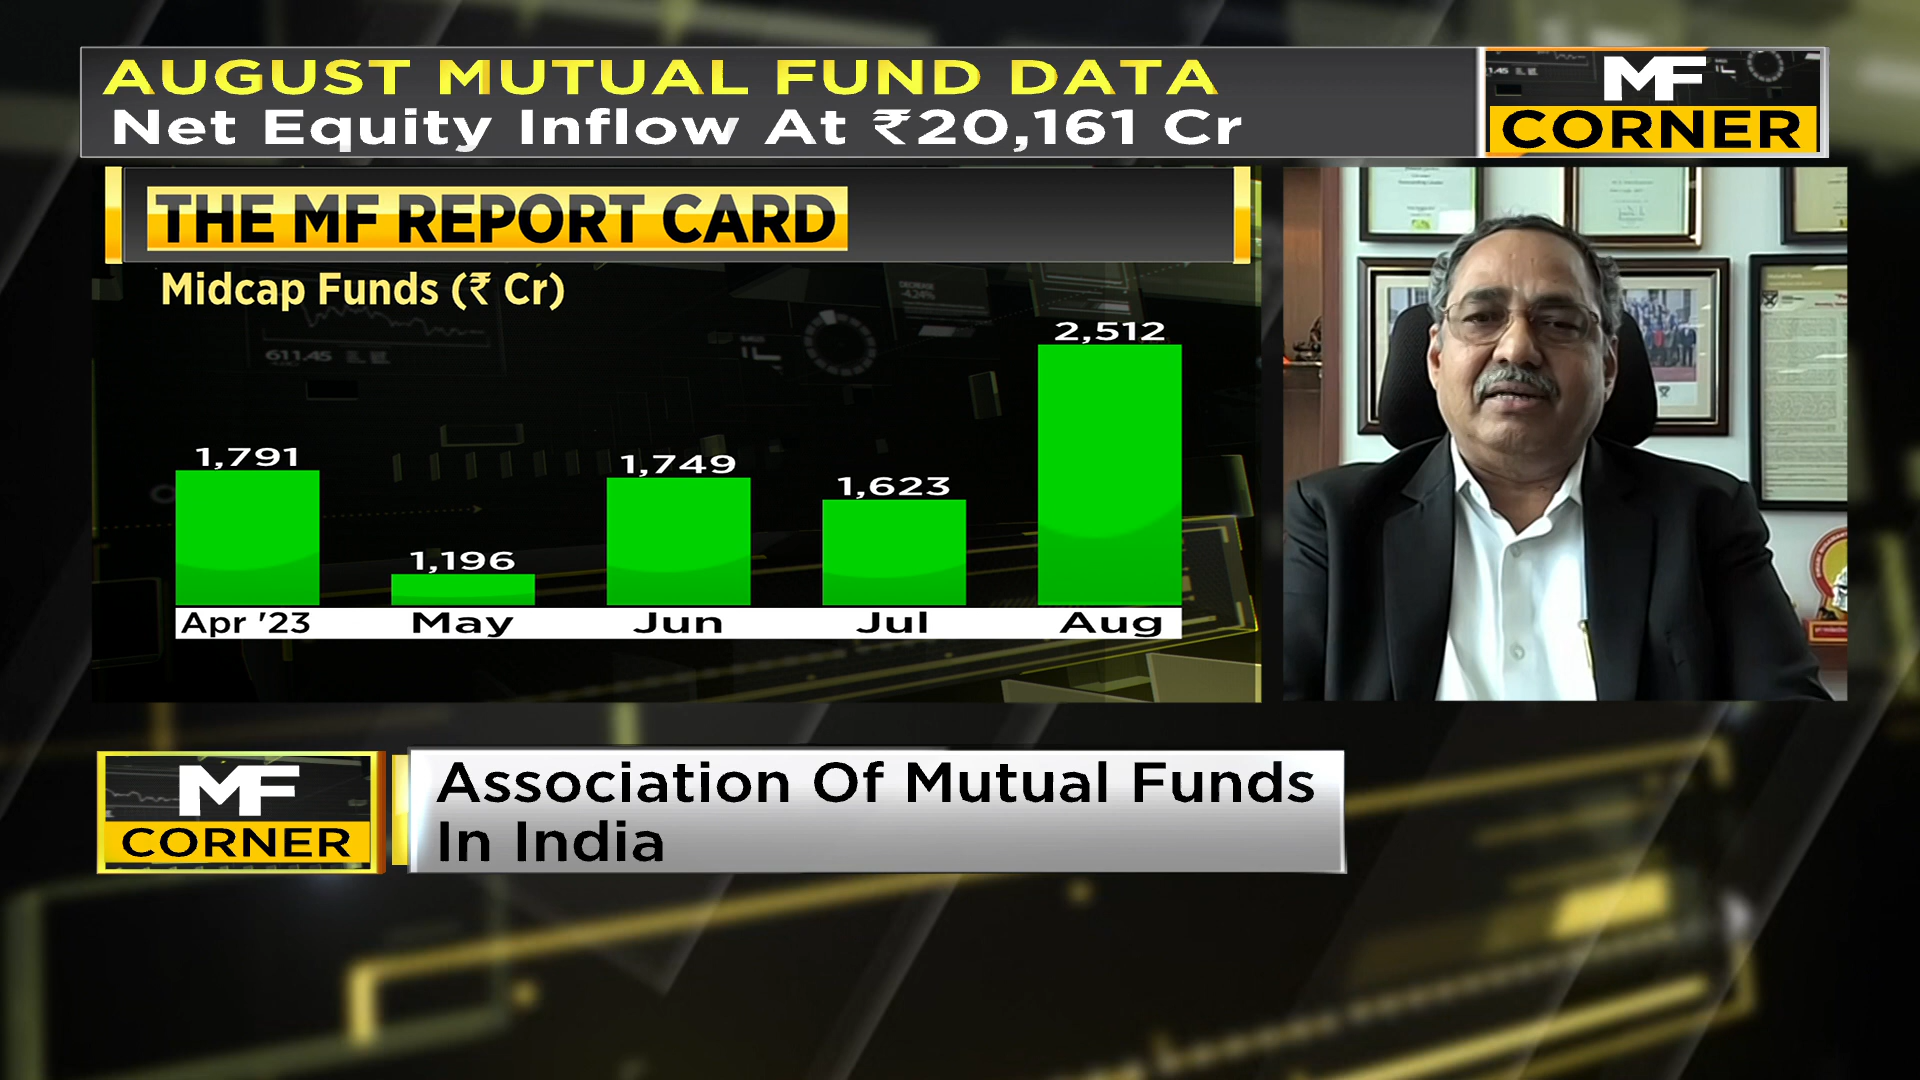 AUGUST MUTUAL FUND DATA
Net Equity Inflow At ₹20,161 Cr
MF
CORNER
THE MF REPORT CARD
Midcap Funds (₹ Cr)
611.45
1,791
1,196
1,749
1,623
2,512
Apr '23
May
Jun
Jul
Aug
MF
CORNER
Association Of Mutual Funds
In India